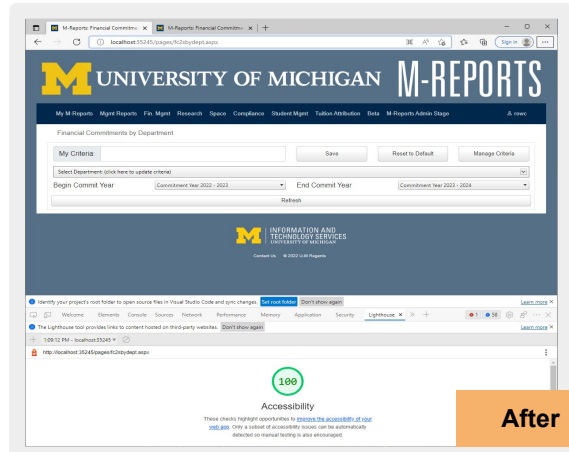 M-Reports: Financial Commitme × M-Reports: Financial Commitme × +
localhost:55245/pages/fc2sbydept.aspx Sign in
UNIVERSITY OF MICHIGAN M-REPORTS
My M-Reports Mgmt Reports Fin. Mgmt Research Space Compliance Student Mgmt Tuition Attribution Beta M-Reports Admin Stage rowc
Financial Commitments by Department
My Criteria: Save Reset to Default Manage Criteria
Select Department: (click here to update criteria)
Begin Commit Year Commitment Year 2022 - 2023 End Commit Year Commitment Year 2023 - 2024
Refresh
INFORMATION AND
TECHNOLOGY SERVICES
UNIVERSITY OF MICHIGAN
Contact Us © 2022 U-M Regents
Identify your project's root folder to open source files in Visual Studio Code and sync changes. Set root folder Don't show again Learn more ×
Welcome Elements Console Sources Network Performance Memory Application Security Lighthouse × » + 1 58
The Lighthouse tool provides links to content hosted on third-party websites. Don't show again Learn more ×
+ 1:09:12 PM - localhost:55245
http://localhost:55245/pages/fc2sbydept.aspx
100
Accessibility
These checks highlight opportunities to improve the accessibility of your
web app. Only a subset of accessibility issues can be automatically
detected so manual testing is also encouraged.
After